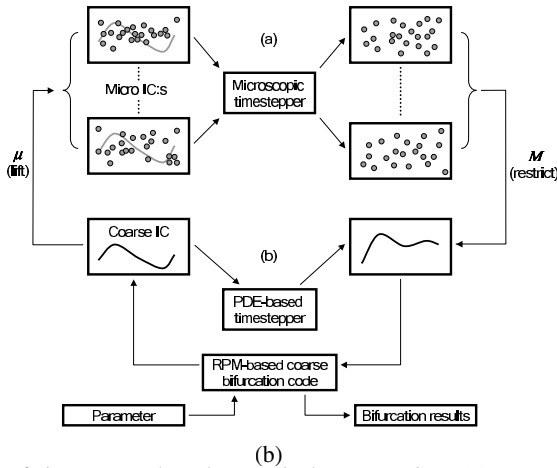 (a)
Micro IC:s
Microscopic
timestepper
μ
(lift)
M
(restrict)
Coarse IC
(b)
PDE-based
timestepper
RPM-based coarse
bifurcation code
Parameter
Bifurcation results
(b)